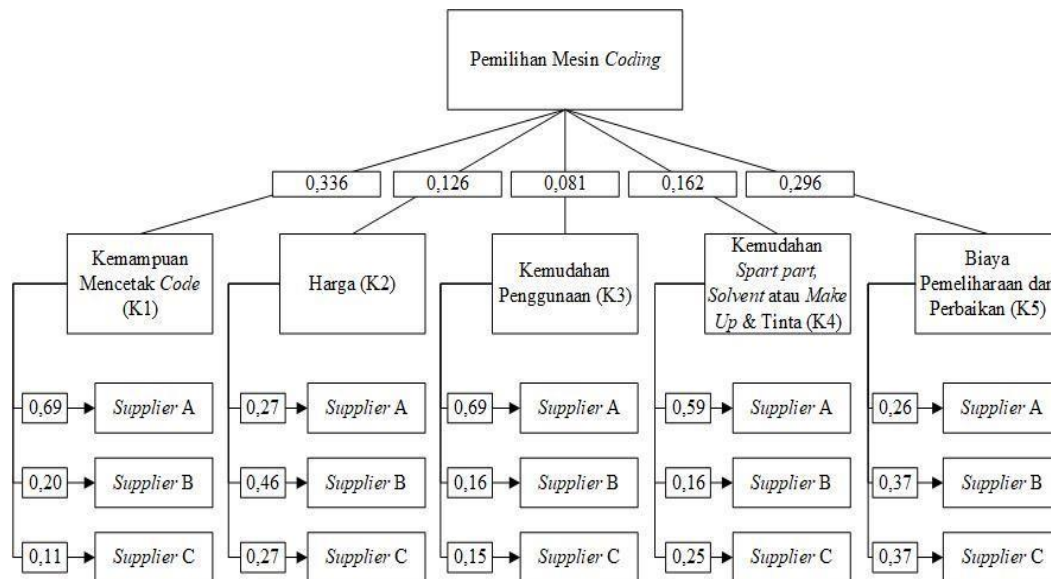 Pemilihan Mesin Coding
0,336 0,126 0,081 0,162 0,296
Kemampuan
Mencetak Code
(K1)
Harga (K2)
Kemudahan
Penggunaan (K3)
Kemudahan
Spart part,
Solvent atau Make
Up & Tinta (K4)
Biaya
Pemeliharaan dan
Perbaikan (K5)
0,69 Supplier A 0,27 Supplier A 0,69 Supplier A 0,59 Supplier A 0,26 Supplier A
0,20 Supplier B 0,46 Supplier B 0,16 Supplier B 0,16 Supplier B 0,37 Supplier B
0,11 Supplier C 0,27 Supplier C 0,15 Supplier C 0,25 Supplier C 0,37 Supplier C